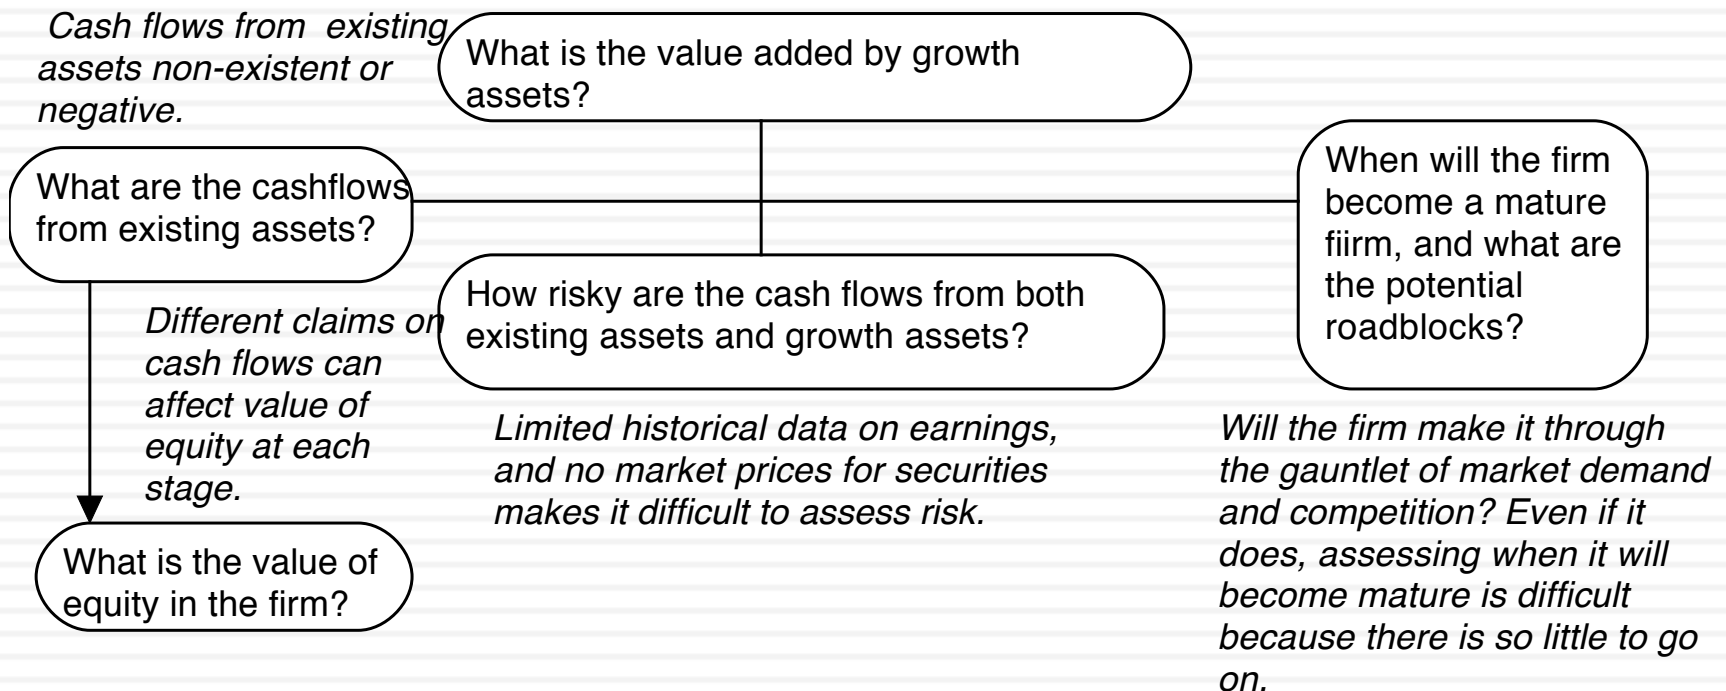 Cash flows from existing
assets non-existent or
negative.
What is the value added by growth
assets?
What are the cashflows
from existing assets?
When will the firm
become a mature
fiirm, and what are
the potential
roadblocks?
How risky are the cash flows from both
existing assets and growth assets?
Different claims on
cash flows can
affect value of
equity at each
stage.
Limited historical data on earnings,
and no market prices for securities
makes it difficult to assess risk.
Will the firm make it through
the gauntlet of market demand
and competition? Even if it
does, assessing when it will
become mature is difficult
because there is so little to go
on.
What is the value of
equity in the firm?